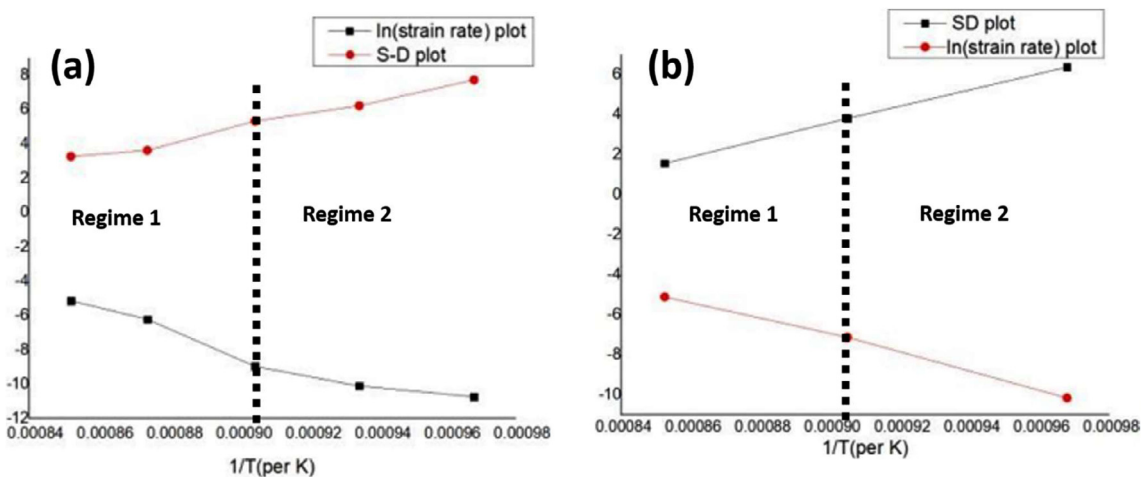 (a)
ln(strain rate) plot
S-D plot
8
6
4
2
0
-2
-4
-6
-8
-10
-12
Regime 1
Regime 2
0.00084 0.00086 0.00088 0.00090 0.00092 0.00094 0.00096 0.00098
1/T(per K)
(b)
SD plot
ln(strain rate) plot
6
4
2
0
-2
-4
-6
-8
-10
Regime 1
Regime 2
0.00084 0.00086 0.00088 0.00090 0.00092 0.00094 0.00096 0.00098
1/T(per K)